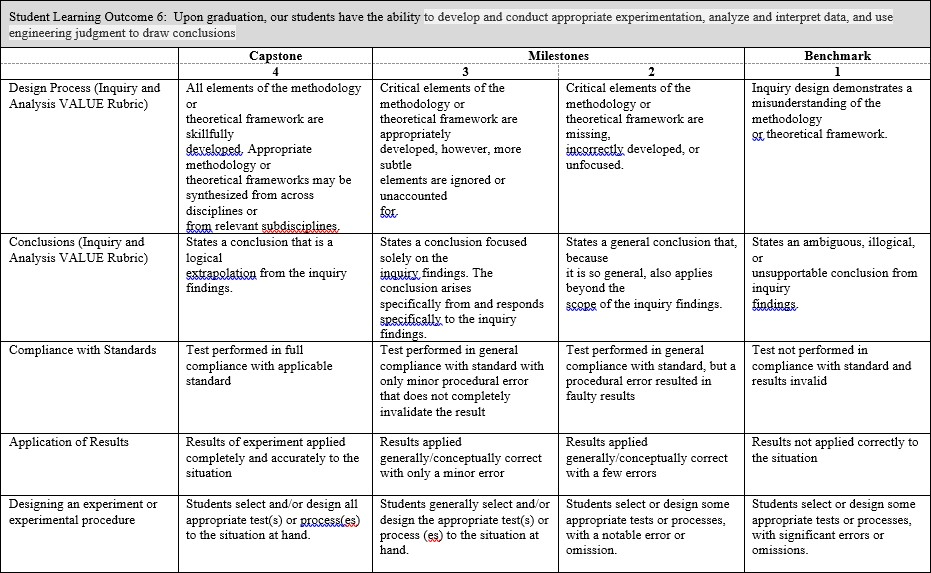 Student Learning Outcome 6: Upon graduation, our students have the ability to develop and conduct appropriate experimentation, analyze and interpret data, and use
engineering judgment to draw conclusions
Capstone
Milestones
Benchmark
4
3
2
1
Design Process (Inquiry and
Analysis VALUE Rubric)
All elements of the methodology
or
theoretical framework are
skillfully
developed. Appropriate
methodology or
theoretical frameworks may be
synthesized from across
disciplines or
from relevant subdisciplines.
Critical elements of the
methodology or
theoretical framework are
appropriately
developed, however, more
subtle
elements are ignored or
unaccounted
for.
Critical elements of the
methodology or
theoretical framework are
missing,
incorrectly developed, or
unfocused.
Inquiry design demonstrates a
misunderstanding of the
methodology
or theoretical framework.
Conclusions (Inquiry and
Analysis VALUE Rubric)
States a conclusion that is a
logical
extrapolation from the inquiry
findings.
States a conclusion focused
solely on the
inquiry findings. The
conclusion arises
specifically from and responds
specifically to the inquiry
findings.
States a general conclusion that,
because
it is so general, also applies
beyond the
scope of the inquiry findings.
States an ambiguous, illogical,
or
unsupportable conclusion from
inquiry
findings.
Compliance with Standards
Test performed in full
compliance with applicable
standard
Test performed in general
compliance with standard with
only minor procedural error
that does not completely
invalidate the result
Test performed in general
compliance with standard, but a
procedural error resulted in
faulty results
Test not performed in
compliance with standard and
results invalid
Application of Results
Results of experiment applied
completely and accurately to the
situation
Results applied
generally/conceptually correct
with only a minor error
Results applied
generally/conceptually correct
with a few errors
Results not applied correctly to
the situation
Designing an experiment or
experimental procedure
Students select and/or design all
appropriate test(s) or process(es)
to the situation at hand.
Students generally select and/or
design the appropriate test(s) or
process (es) to the situation at
hand.
Students select or design some
appropriate tests or processes,
with a notable error or
omission.
Students select or design some
appropriate tests or processes,
with significant errors or
omissions.